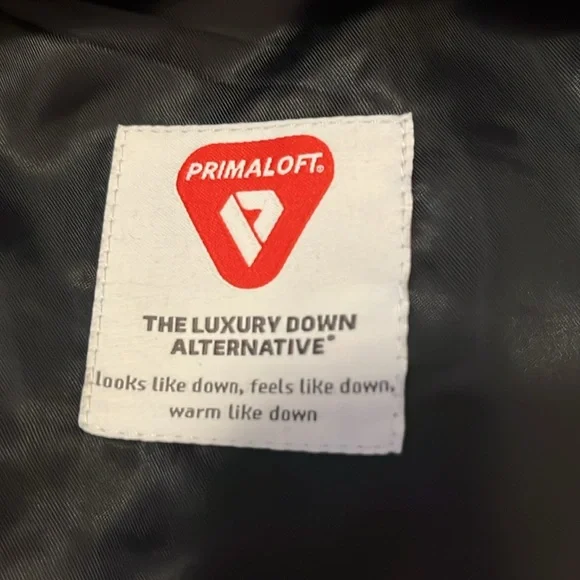 PRIMALOFT®
THE LUXURY DOWN
ALTERNATIVE®
looks like down, feels like down,
warm like down